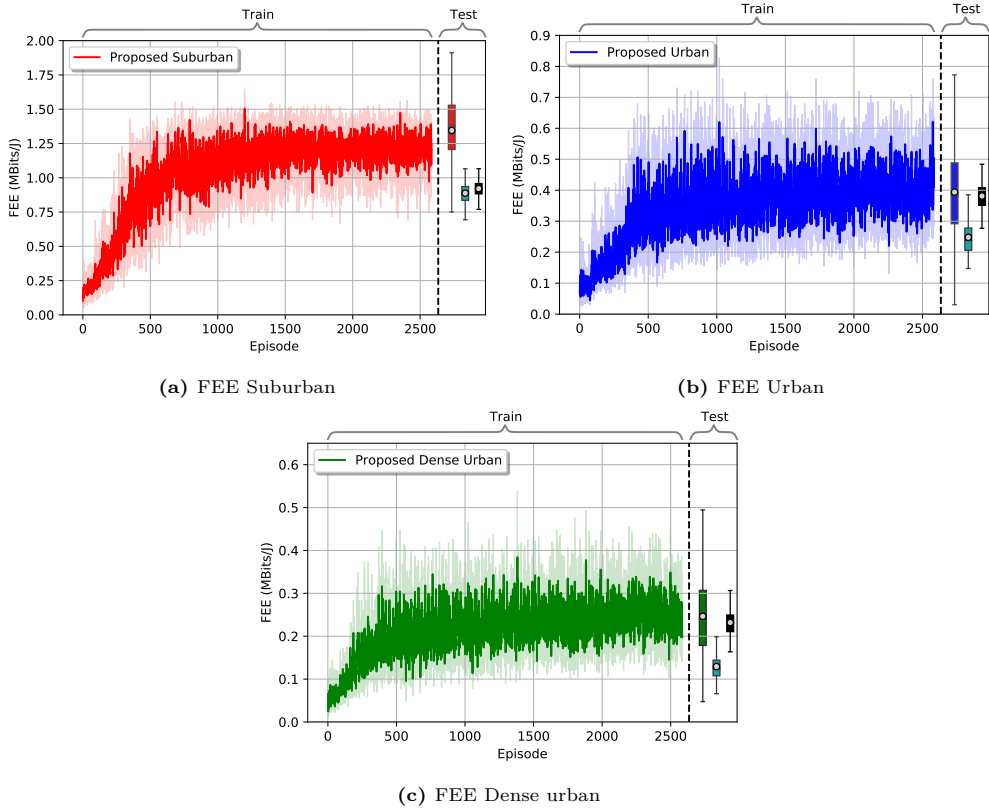 Train Test
Proposed Suburban
FEE (MBits/J)
2.00
1.75
1.50
1.25
1.00
0.75
0.50
0.25
0.00
0 500 1000 1500 2000 2500
Episode
(a) FEE Suburban
Train Test
Proposed Urban
FEE (MBits/J)
0.9
0.8
0.7
0.6
0.5
0.4
0.3
0.2
0.1
0.0
0 500 1000 1500 2000 2500
Episode
(b) FEE Urban
Train Test
Proposed Dense Urban
FEE (MBits/J)
0.6
0.5
0.4
0.3
0.2
0.1
0.0
0 500 1000 1500 2000 2500
Episode
(c) FEE Dense urban